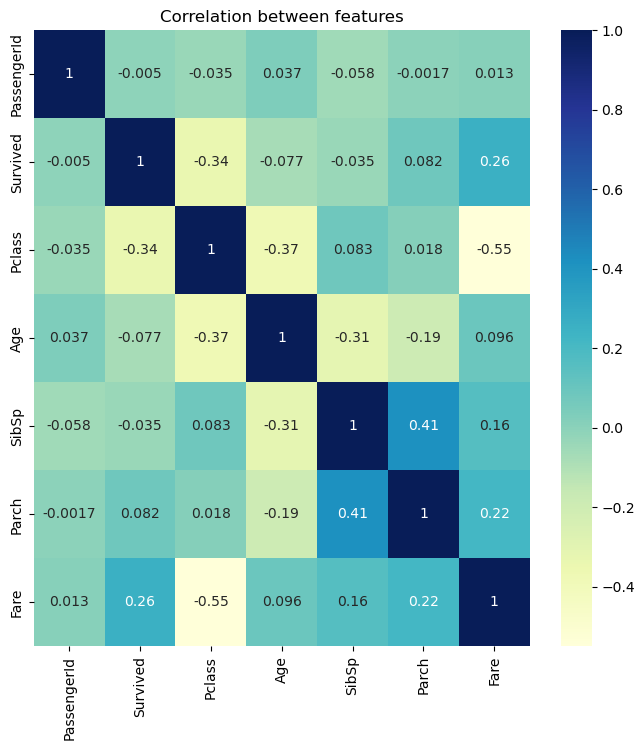 Correlation between features
PassengerId 1 -0.005 -0.035 0.037 -0.058 -0.0017 0.013
Survived -0.005 1 -0.34 -0.077 -0.035 0.082 0.26
Pclass -0.035 -0.34 1 -0.37 0.083 0.018 -0.55
Age 0.037 -0.077 -0.37 1 -0.31 -0.19 0.096
SibSp -0.058 -0.035 0.083 -0.31 1 0.41 0.16
Parch -0.0017 0.082 0.018 -0.19 0.41 1 0.22
Fare 0.013 0.26 -0.55 0.096 0.16 0.22 1
PassengerId Survived Pclass Age SibSp Parch Fare
1.0
0.8
0.6
0.4
0.2
0.0
−0.2
−0.4